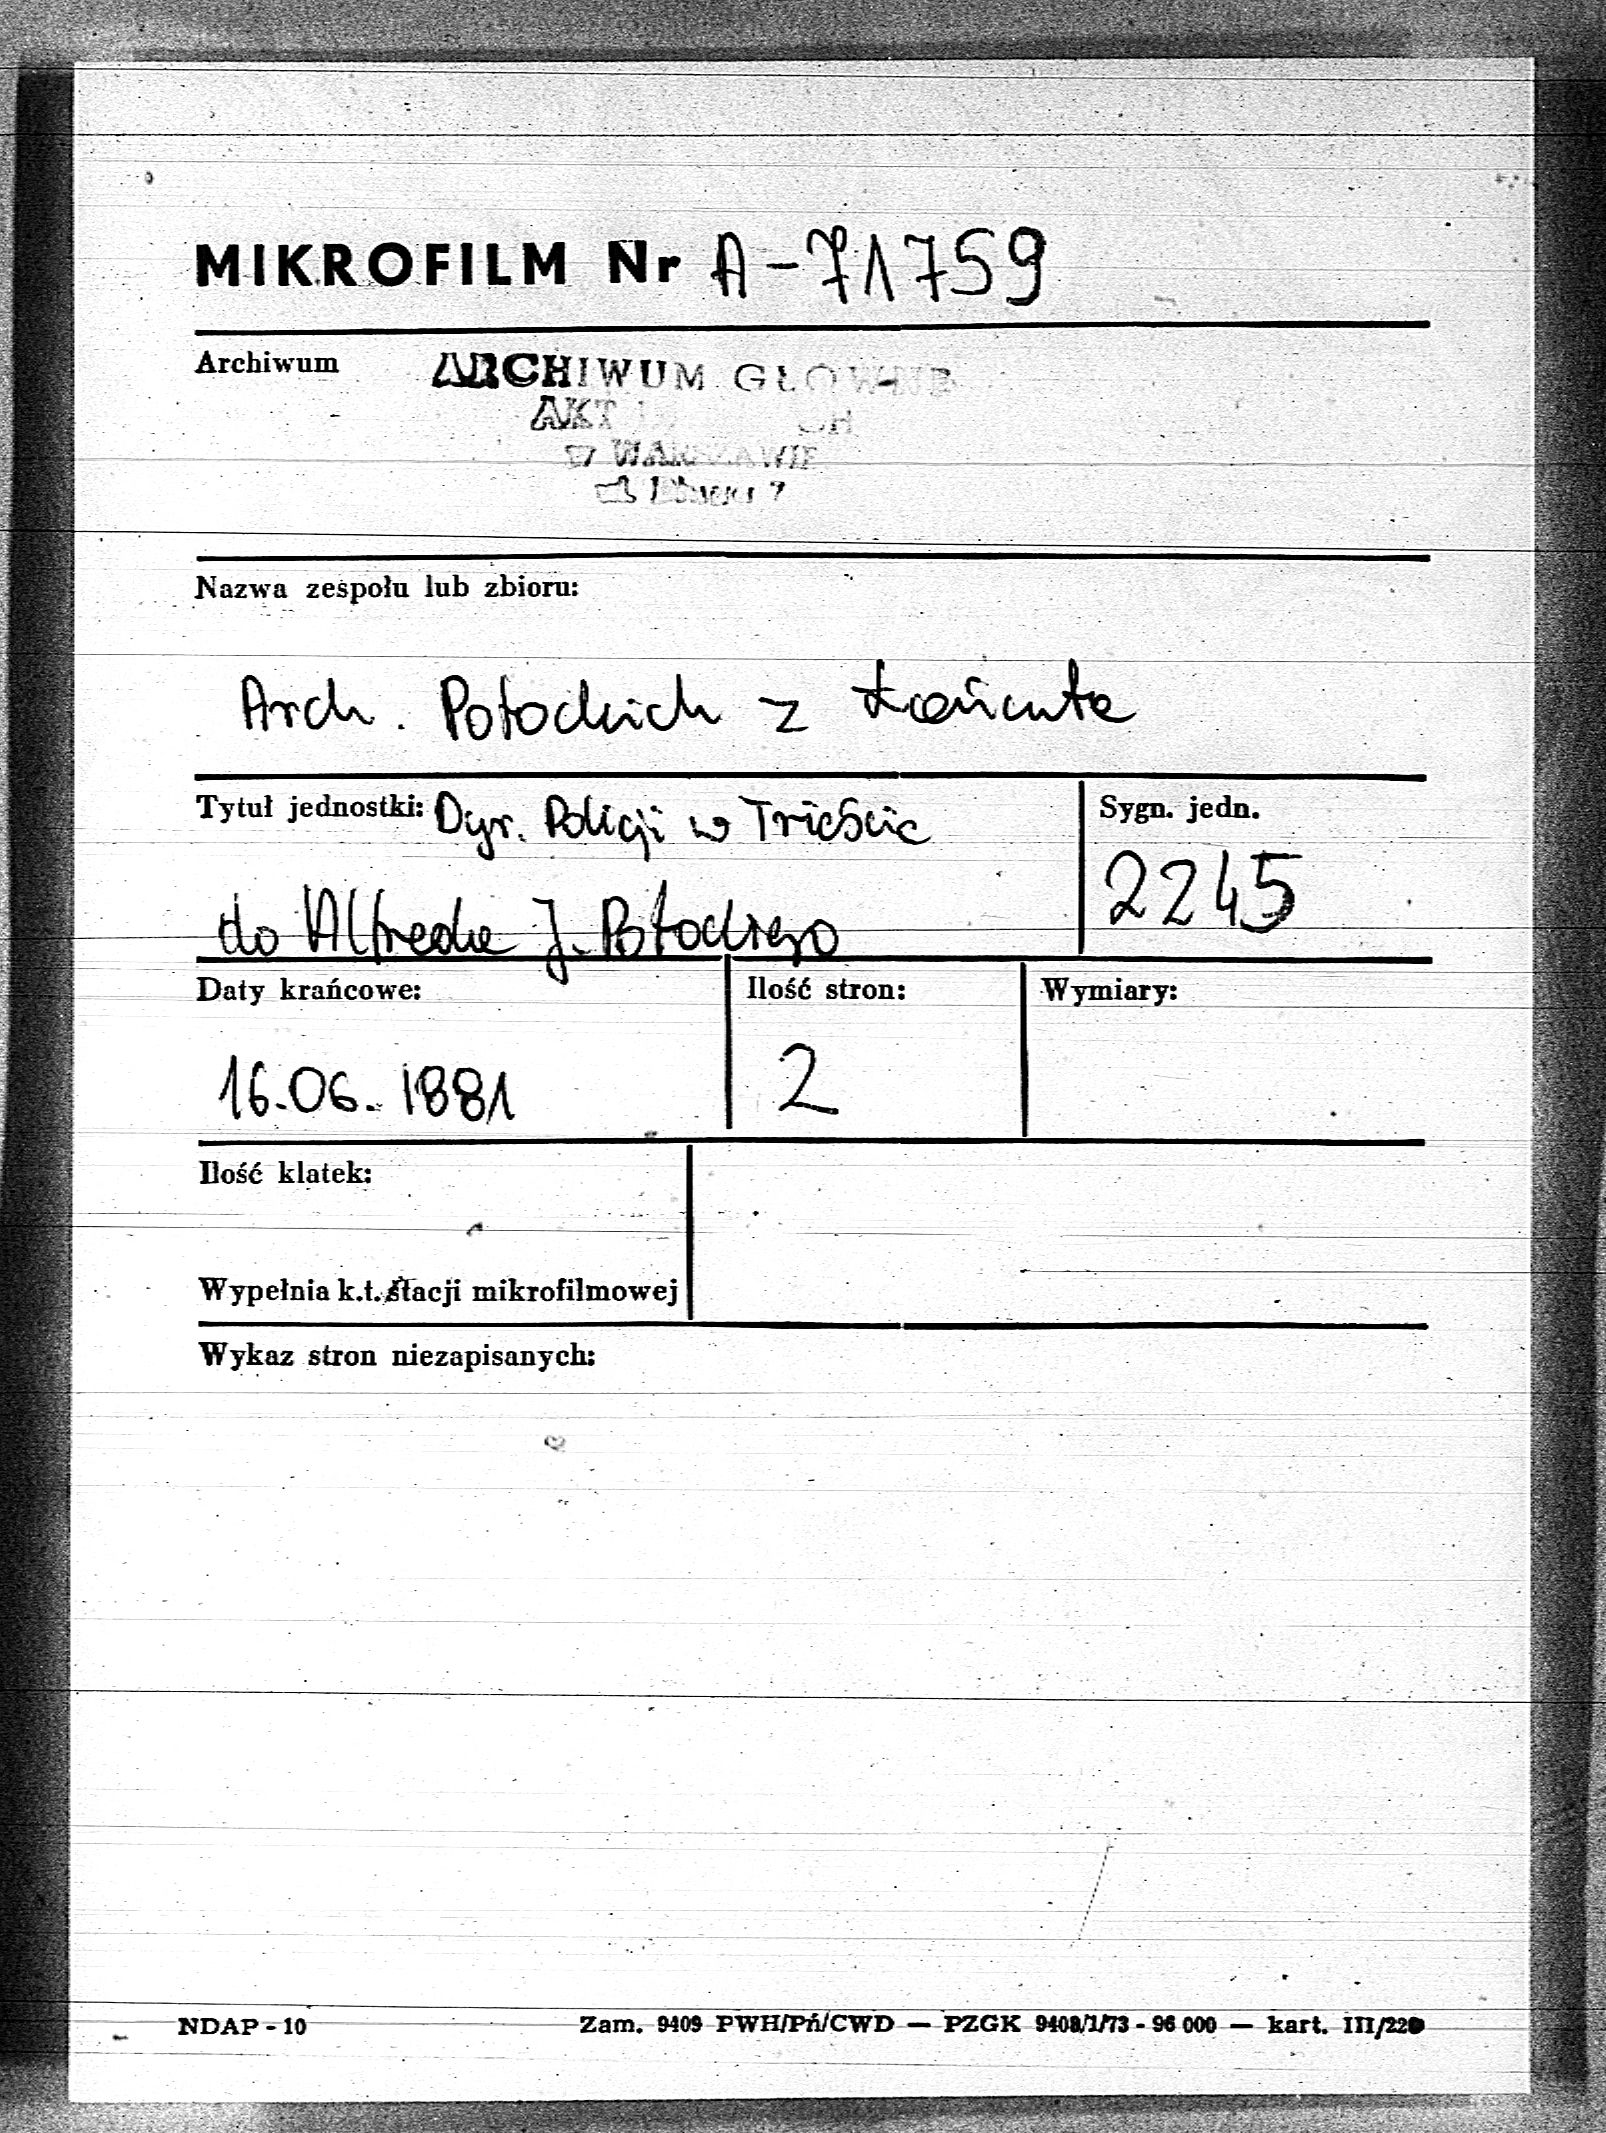 MIKROFILM Nr A-71759
Archiwum ARCHIWUM GŁOWNE
AKT
W WARSZAWIE
Nazwa zespołu lub zbioru:
Arch. Potockich z Łańcuta
Tytuł jednostki: Dyr. Policji w Trieście
Sygn. jedn.
2245
do Alfreda J. Potockiego
Daty krańcowe: Ilość stron: Wymiary:
16.06.1881 2
Ilość klatek:
Wypełnia k.t. stacji mikrofilmowej
Wykaz stron niezapisanych:
NDAP - 10 Zam. 9409 PWH/Pń/CWD — PZGK 9408/1/73 - 96 000 — kart. III/220